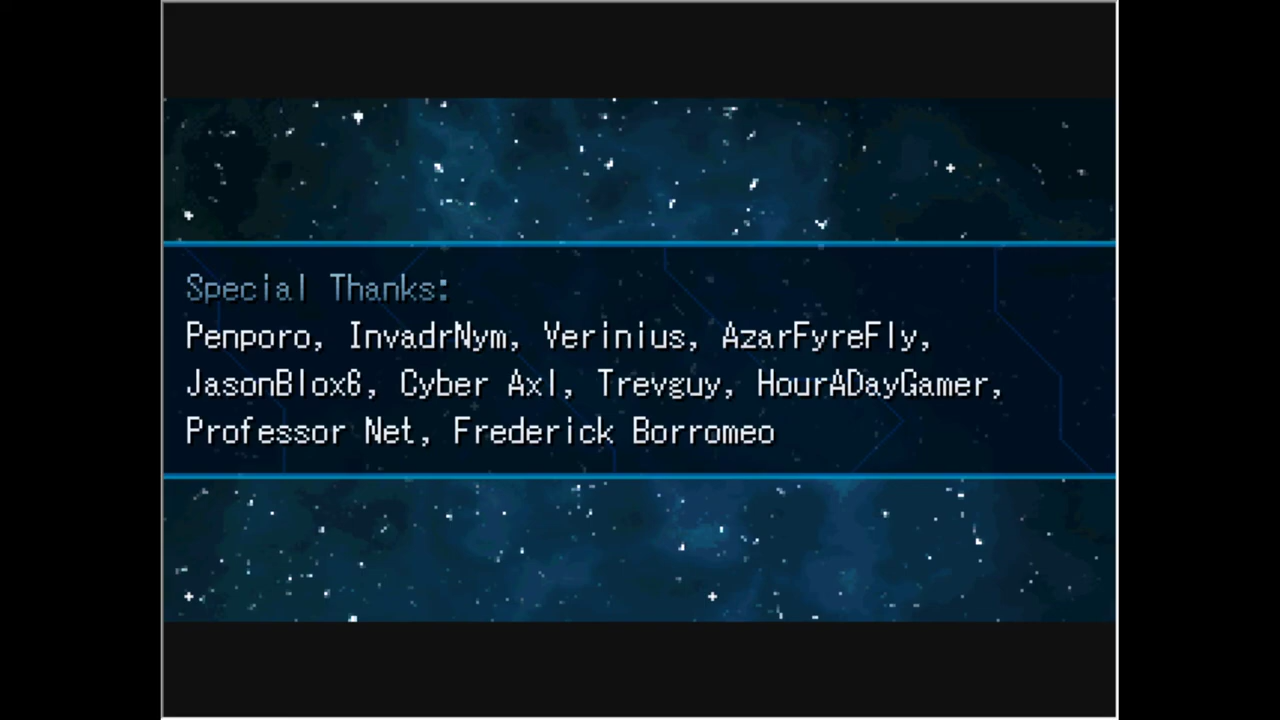 Special Thanks:
Penporo, InvadrNym, Verinius, AzarFyreFly,
JasonBlox6, Cyber Axl, Trevguy, HourADayGamer,
Professor Net, Frederick Borromeo